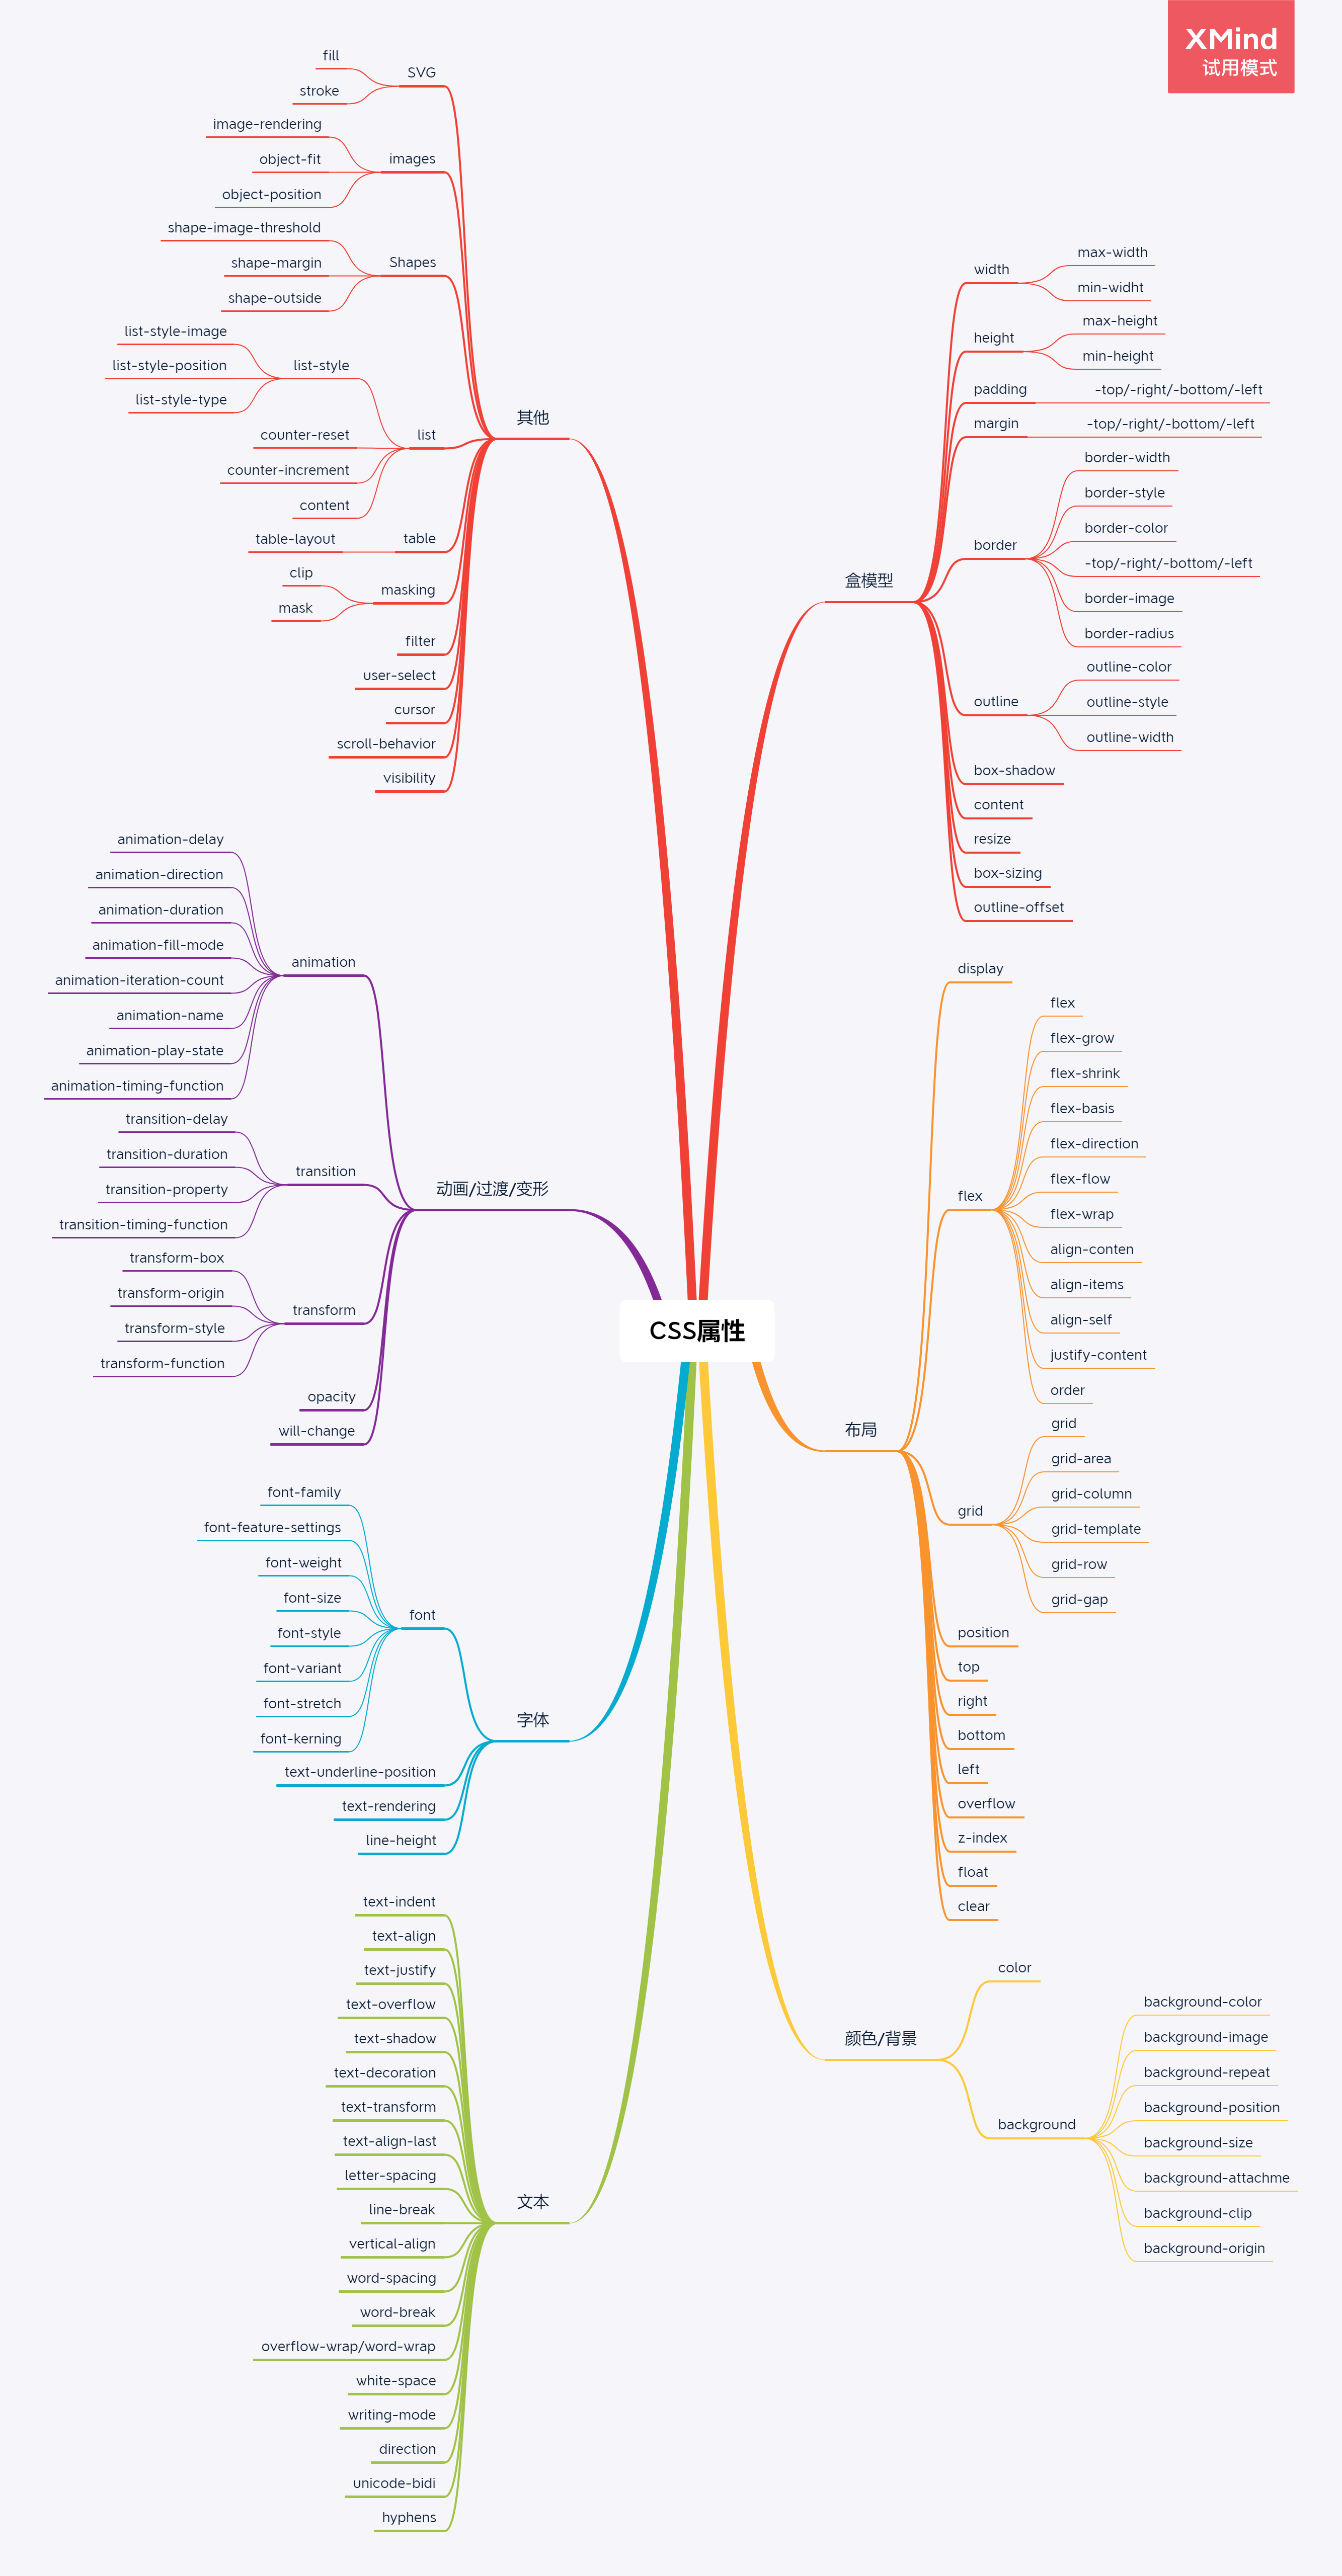 XMind
试用模式
CSS属性
盒模型
width
max-width
min-widht
height
max-height
min-height
padding
-top/-right/-bottom/-left
margin
-top/-right/-bottom/-left
border
border-width
border-style
border-color
-top/-right/-bottom/-left
border-image
border-radius
outline
outline-color
outline-style
outline-width
box-shadow
content
resize
box-sizing
outline-offset
布局
display
flex
flex
flex-grow
flex-shrink
flex-basis
flex-direction
flex-flow
flex-wrap
align-conten
align-items
align-self
justify-content
order
grid
grid
grid-area
grid-column
grid-template
grid-row
grid-gap
position
top
right
bottom
left
overflow
z-index
float
clear
颜色/背景
color
background
background-color
background-image
background-repeat
background-position
background-size
background-attachme
background-clip
background-origin
其他
SVG
fill
stroke
images
image-rendering
object-fit
object-position
Shapes
shape-image-threshold
shape-margin
shape-outside
list
list-style
list-style-image
list-style-position
list-style-type
counter-reset
counter-increment
content
table
table-layout
masking
clip
mask
filter
user-select
cursor
scroll-behavior
visibility
动画/过渡/变形
animation
animation-delay
animation-direction
animation-duration
animation-fill-mode
animation-iteration-count
animation-name
animation-play-state
animation-timing-function
transition
transition-delay
transition-duration
transition-property
transition-timing-function
transform
transform-box
transform-origin
transform-style
transform-function
opacity
will-change
字体
font
font-family
font-feature-settings
font-weight
font-size
font-style
font-variant
font-stretch
font-kerning
text-underline-position
text-rendering
line-height
文本
text-indent
text-align
text-justify
text-overflow
text-shadow
text-decoration
text-transform
text-align-last
letter-spacing
line-break
vertical-align
word-spacing
word-break
overflow-wrap/word-wrap
white-space
writing-mode
direction
unicode-bidi
hyphens